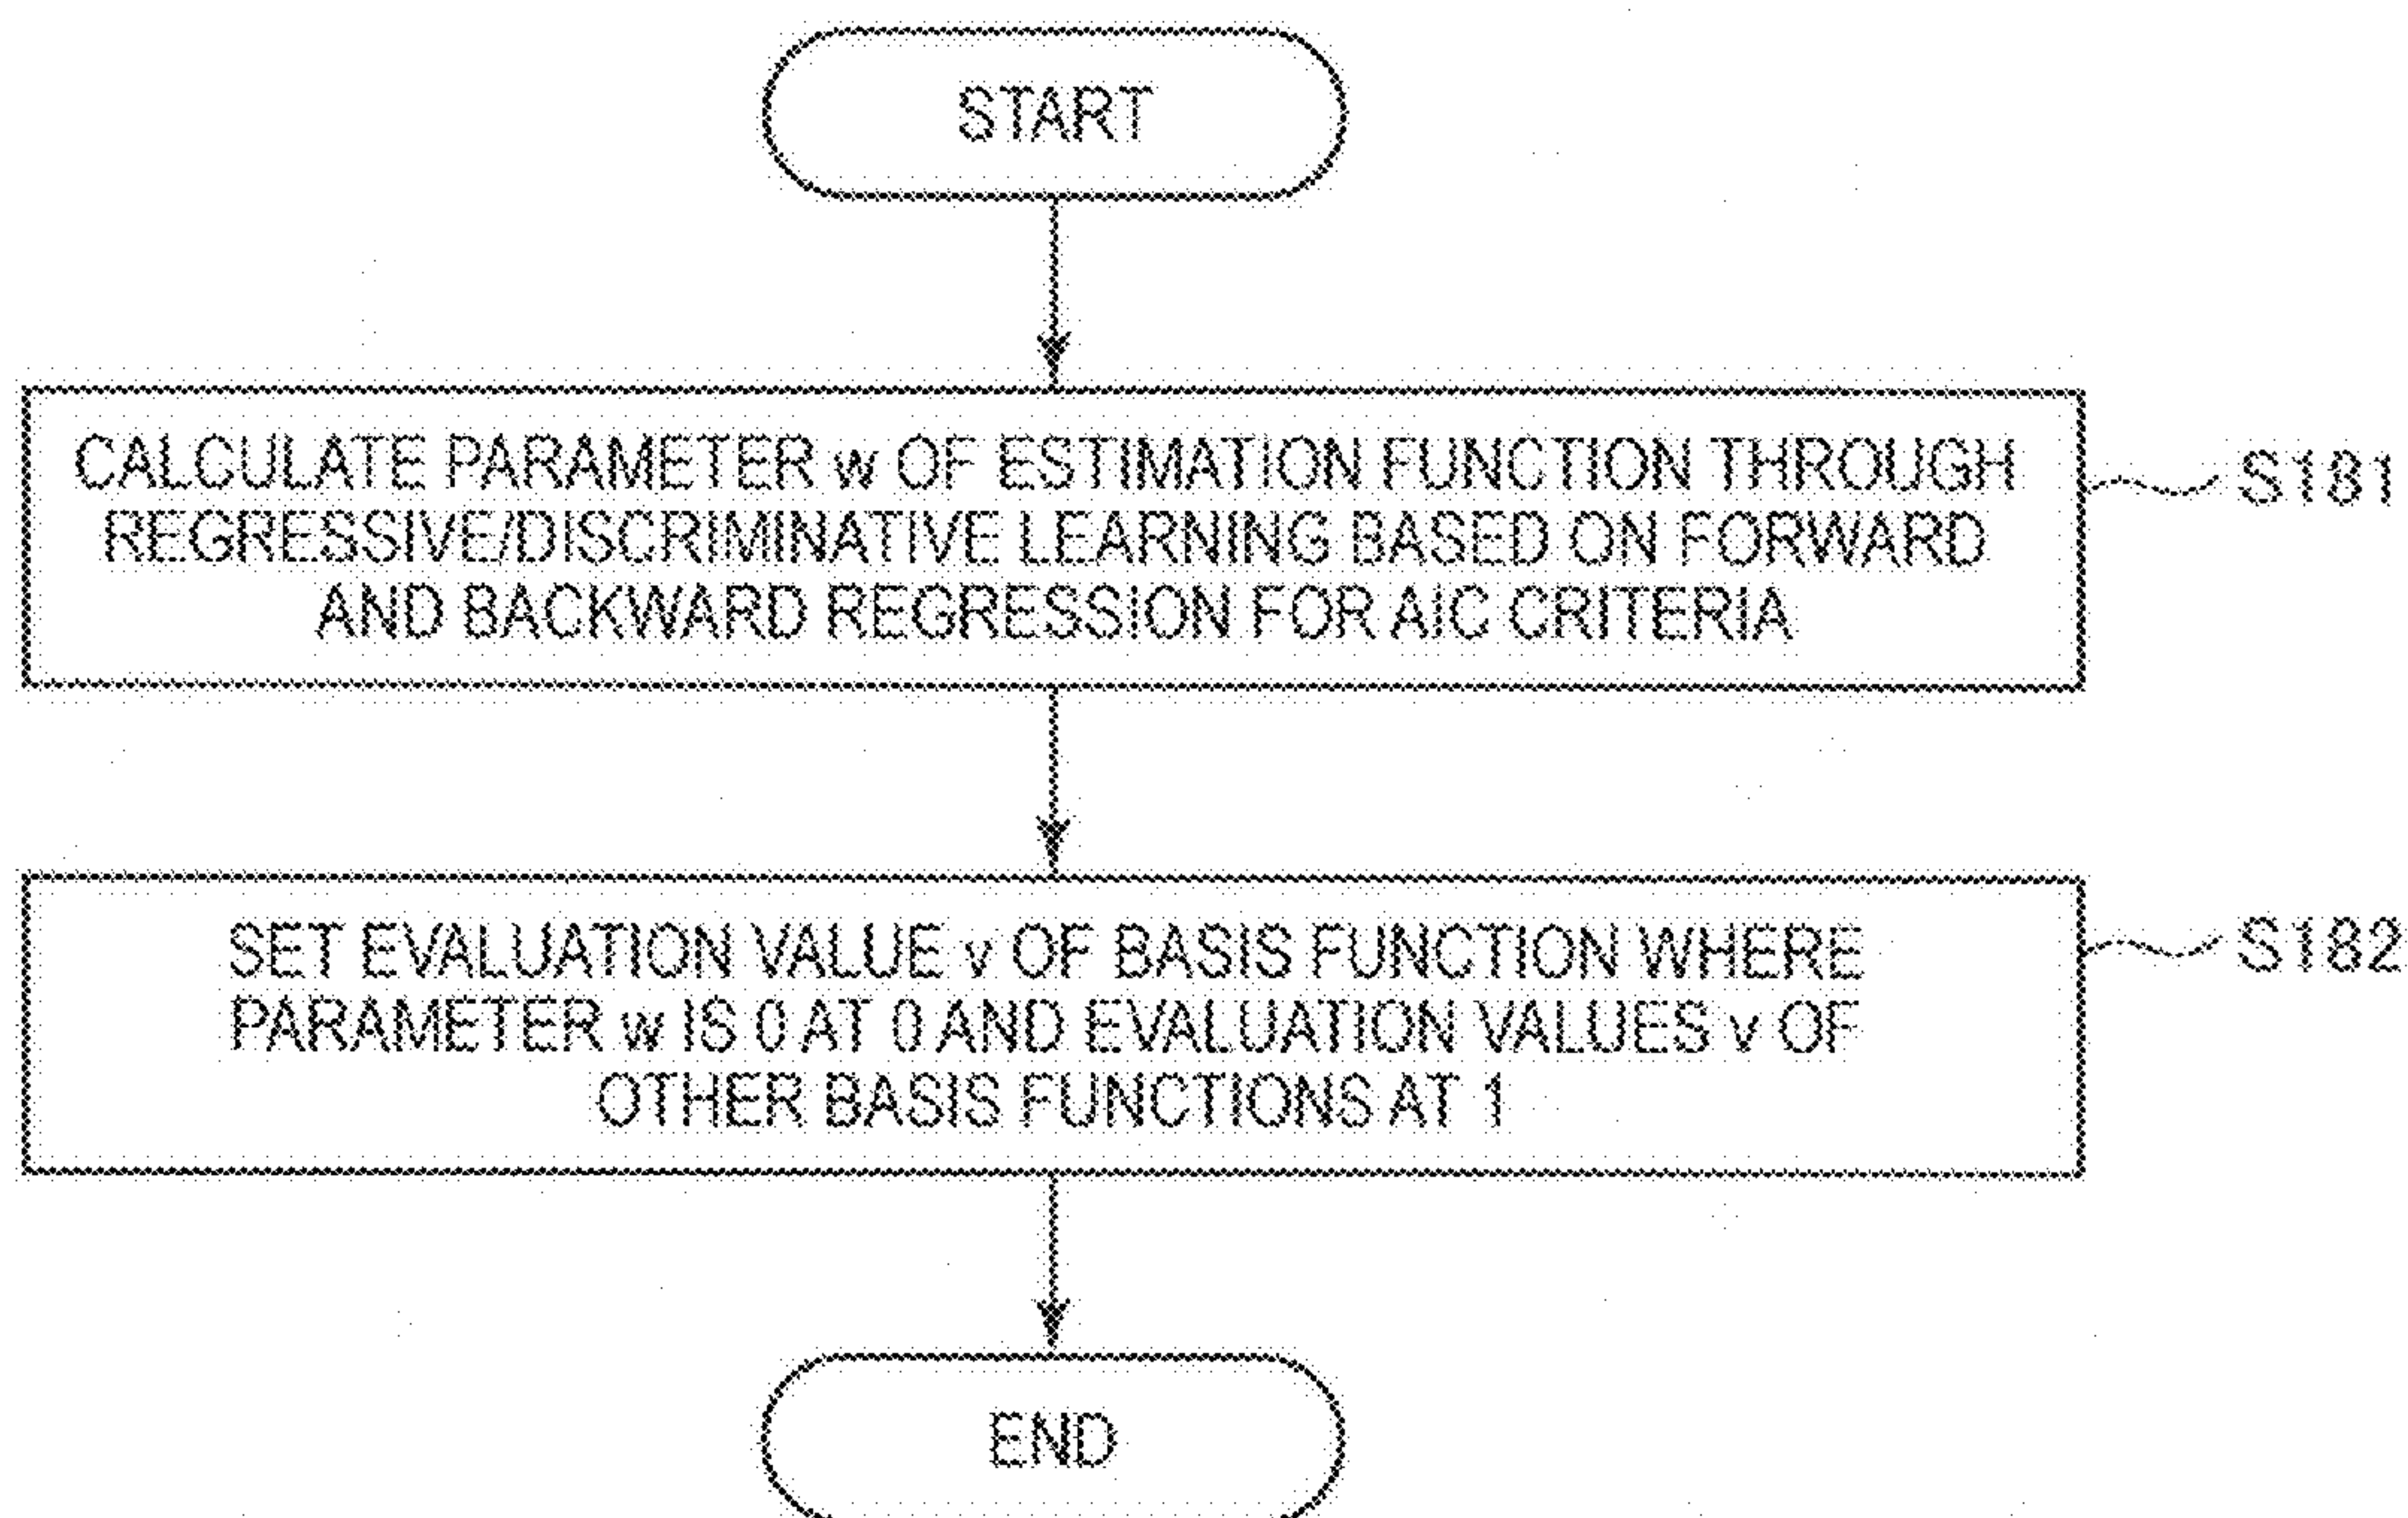 START
CALCULATE PARAMETER w OF ESTIMATION FUNCTION THROUGH
REGRESSIVE/DISCRIMINATIVE LEARNING BASED ON FORWARD
AND BACKWARD REGRESSION FOR AIC CRITERIA
S181
SET EVALUATION VALUE v OF BASIS FUNCTION WHERE
PARAMETER w IS 0 AT 0 AND EVALUATION VALUES v OF
OTHER BASIS FUNCTIONS AT 1
S182
END